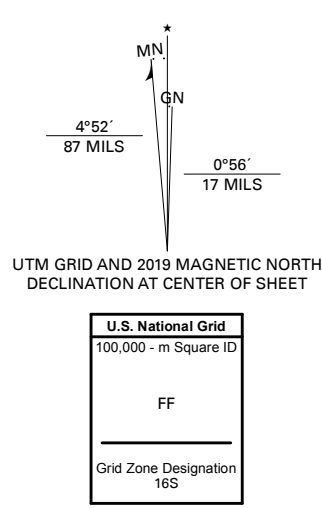 ★
MN
GN
4°52´
87 MILS
0°56´
17 MILS
UTM GRID AND 2019 MAGNETIC NORTH
DECLINATION AT CENTER OF SHEET
U.S. National Grid
100,000 - m Square ID
FF
Grid Zone Designation
16S